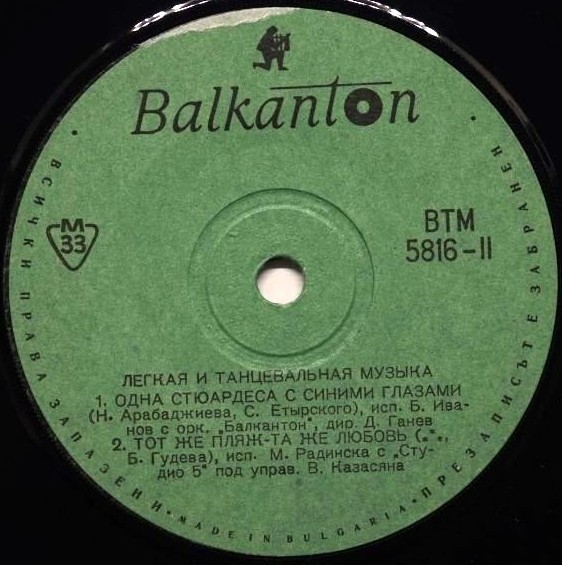 Balkanton
M
33
ВТМ
5816-II
ЛЕГКАЯ И ТАНЦЕВАЛЬНАЯ МУЗЫКА
1. ОДНА СТЮАРДЕСА С СИНИМИ ГЛАЗАМИ
(Н. Арабаджиева, С. Етырского), исп. Б. Ива-
нов с орк. „Балкантон", дир. Д. Ганев
2. ТОТ ЖЕ ПЛЯЖ-ТА ЖЕ ЛЮБОВЬ (.*.,
Б. Гудева), исп. М. Радинска с „Сту-
дио 5" под управ. В. Казасяна
• ВСИЧКИ ПРАВА ЗАПАЗЕНИ • MADE IN BULGARIA • ПРЕЗАПИСЪТ Е ЗАБРАНЕН •